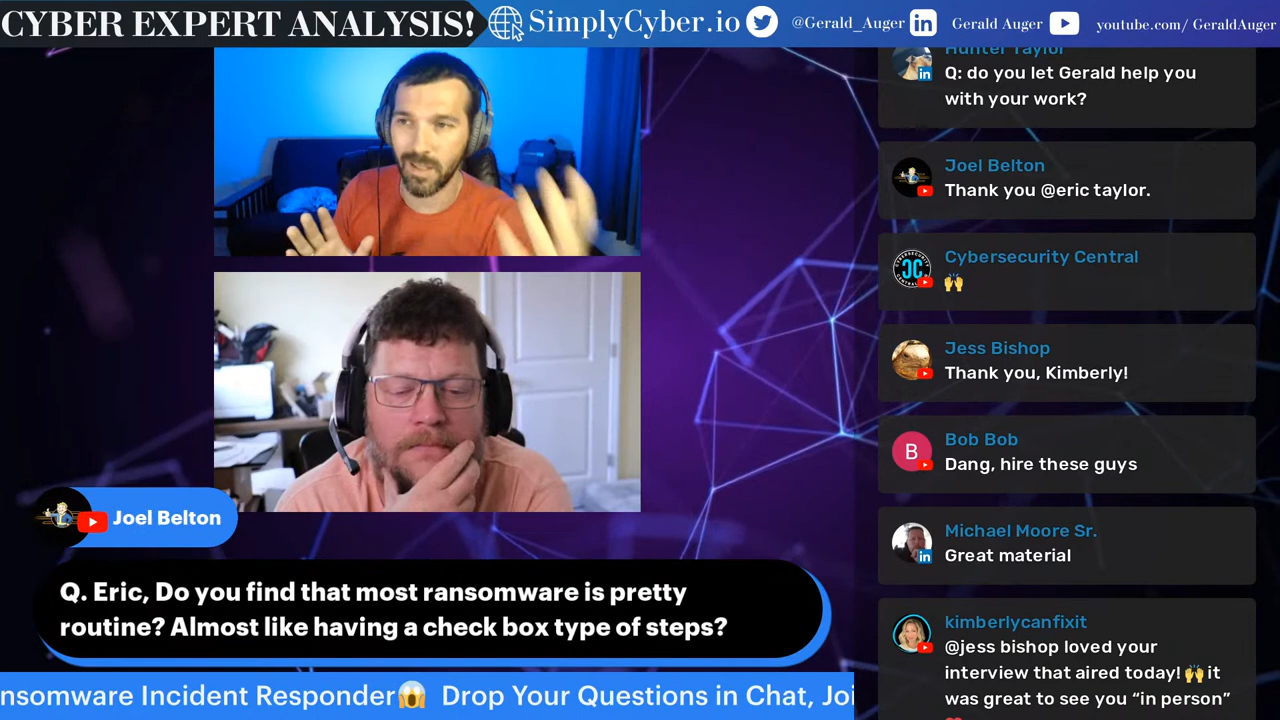 CYBER EXPERT ANALYSIS!
SimplyCyber.io
@Gerald_Auger
Gerald Auger
youtube.com/ GeraldAuger
Hunter Taylor
Q: do you let Gerald help you
with your work?
Joel Belton
Thank you @eric taylor.
Cybersecurity Central
🙌
Jess Bishop
Thank you, Kimberly!
B
Bob Bob
Dang, hire these guys
Michael Moore Sr.
Great material
kimberlycanfixit
@jess bishop loved your
interview that aired today! 🙌 it
was great to see you “in person”
Joel Belton
Q. Eric, Do you find that most ransomware is pretty
routine? Almost like having a check box type of steps?
nsomware Incident Responder😱 Drop Your Questions in Chat, Joi